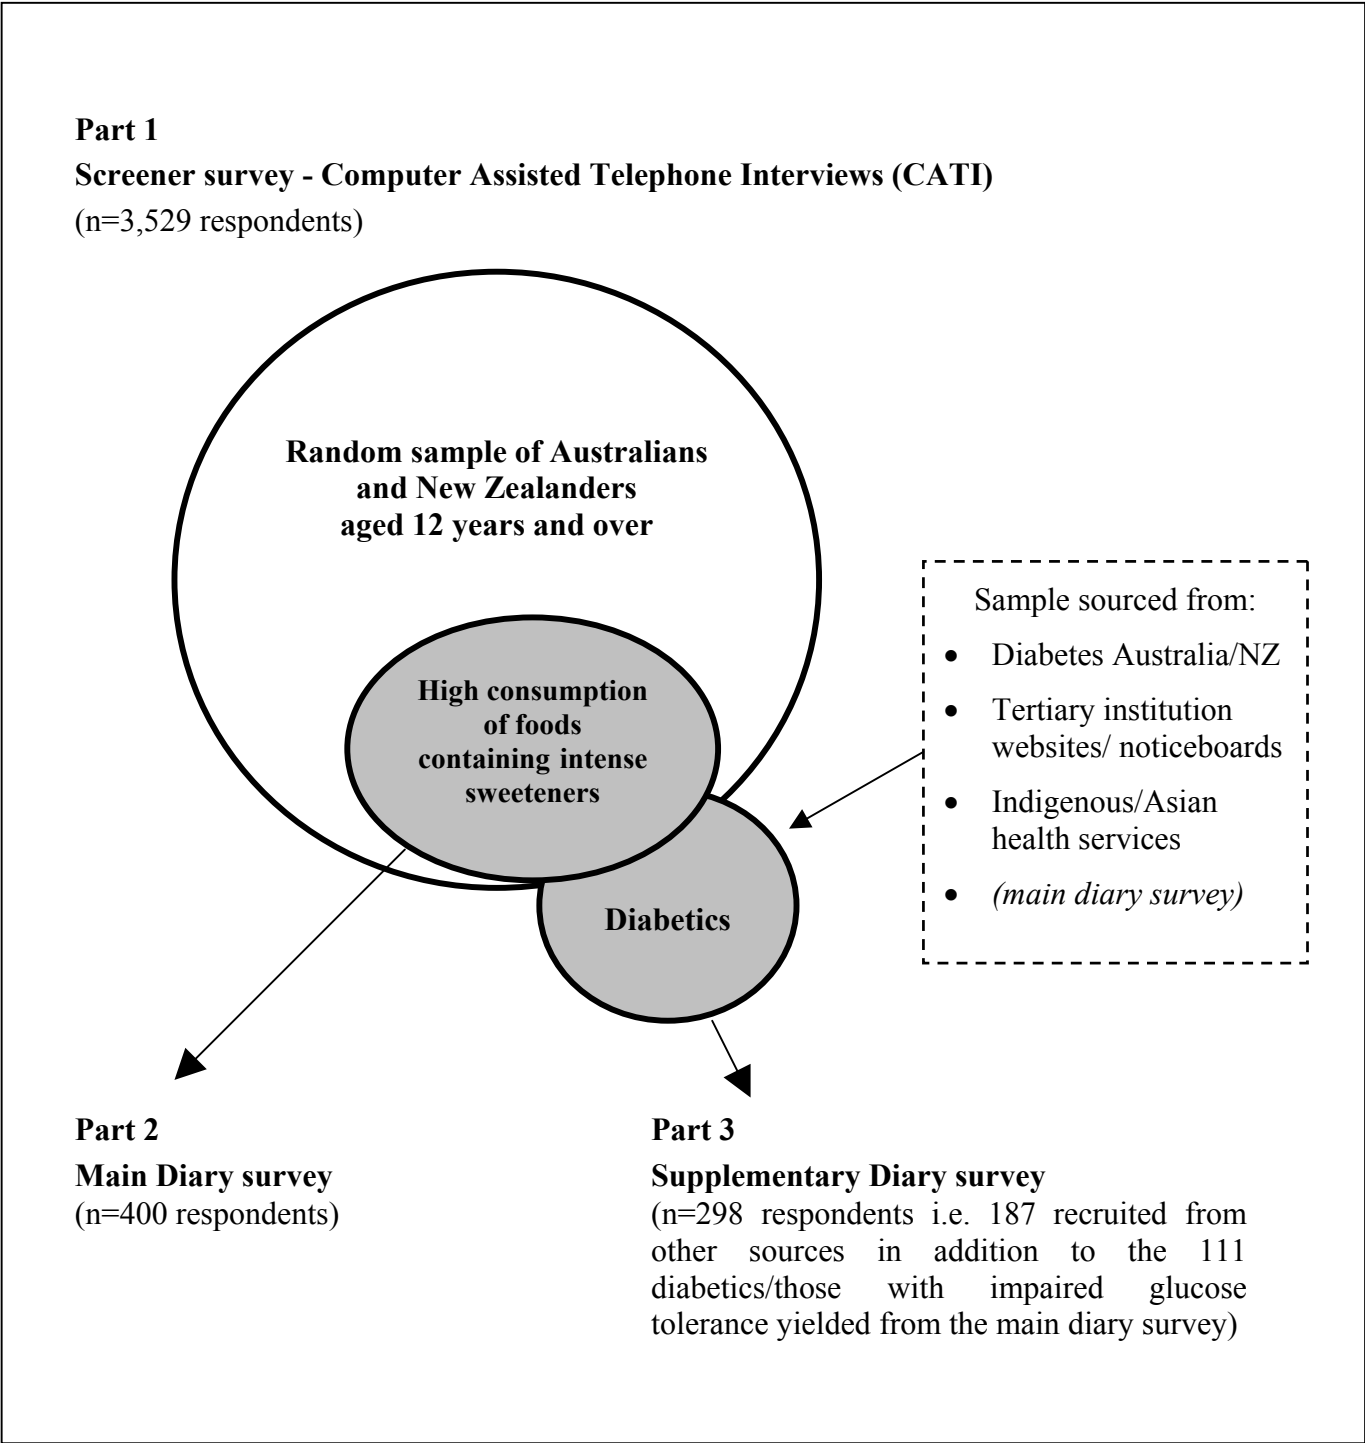 Part 1
Screener survey - Computer Assisted Telephone Interviews (CATI)
(n=3,529 respondents)
Random sample of Australians
and New Zealanders
aged 12 years and over
High consumption
of foods
containing intense
sweeteners
Diabetics
Sample sourced from:
• Diabetes Australia/NZ
• Tertiary institution
websites/ noticeboards
• Indigenous/Asian
health services
• (main diary survey)
Part 2
Main Diary survey
(n=400 respondents)
Part 3
Supplementary Diary survey
(n=298 respondents i.e. 187 recruited from
other sources in addition to the 111
diabetics/those with impaired glucose
tolerance yielded from the main diary survey)